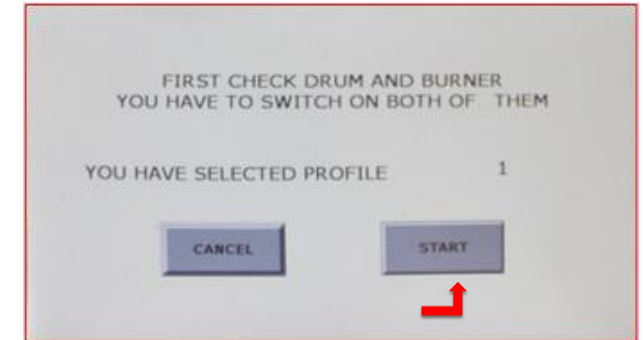 FIRST CHECK DRUM AND BURNER
YOU HAVE TO SWITCH ON BOTH OF THEM
YOU HAVE SELECTED PROFILE 1
CANCEL START